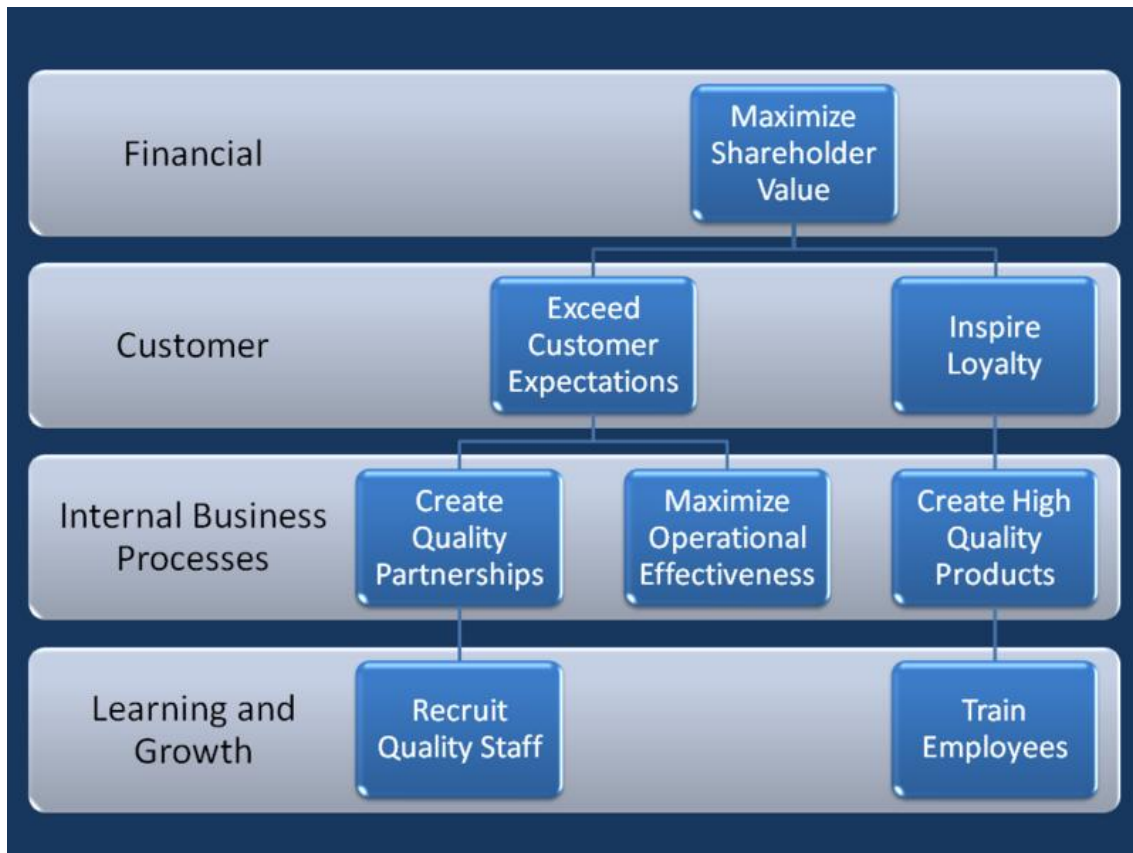 Financial
Maximize
Shareholder
Value
Customer
Exceed
Customer
Expectations
Inspire
Loyalty
Internal Business
Processes
Create
Quality
Partnerships
Maximize
Operational
Effectiveness
Create High
Quality
Products
Learning and
Growth
Recruit
Quality Staff
Train
Employees